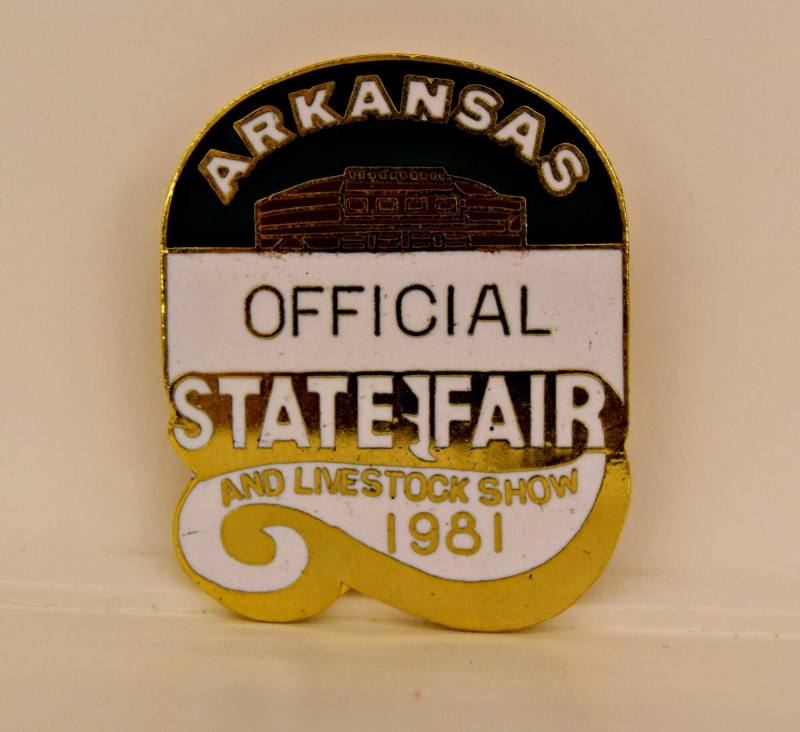 ARKANSAS
OFFICIAL
STATE FAIR
AND LIVESTOCK SHOW
1981